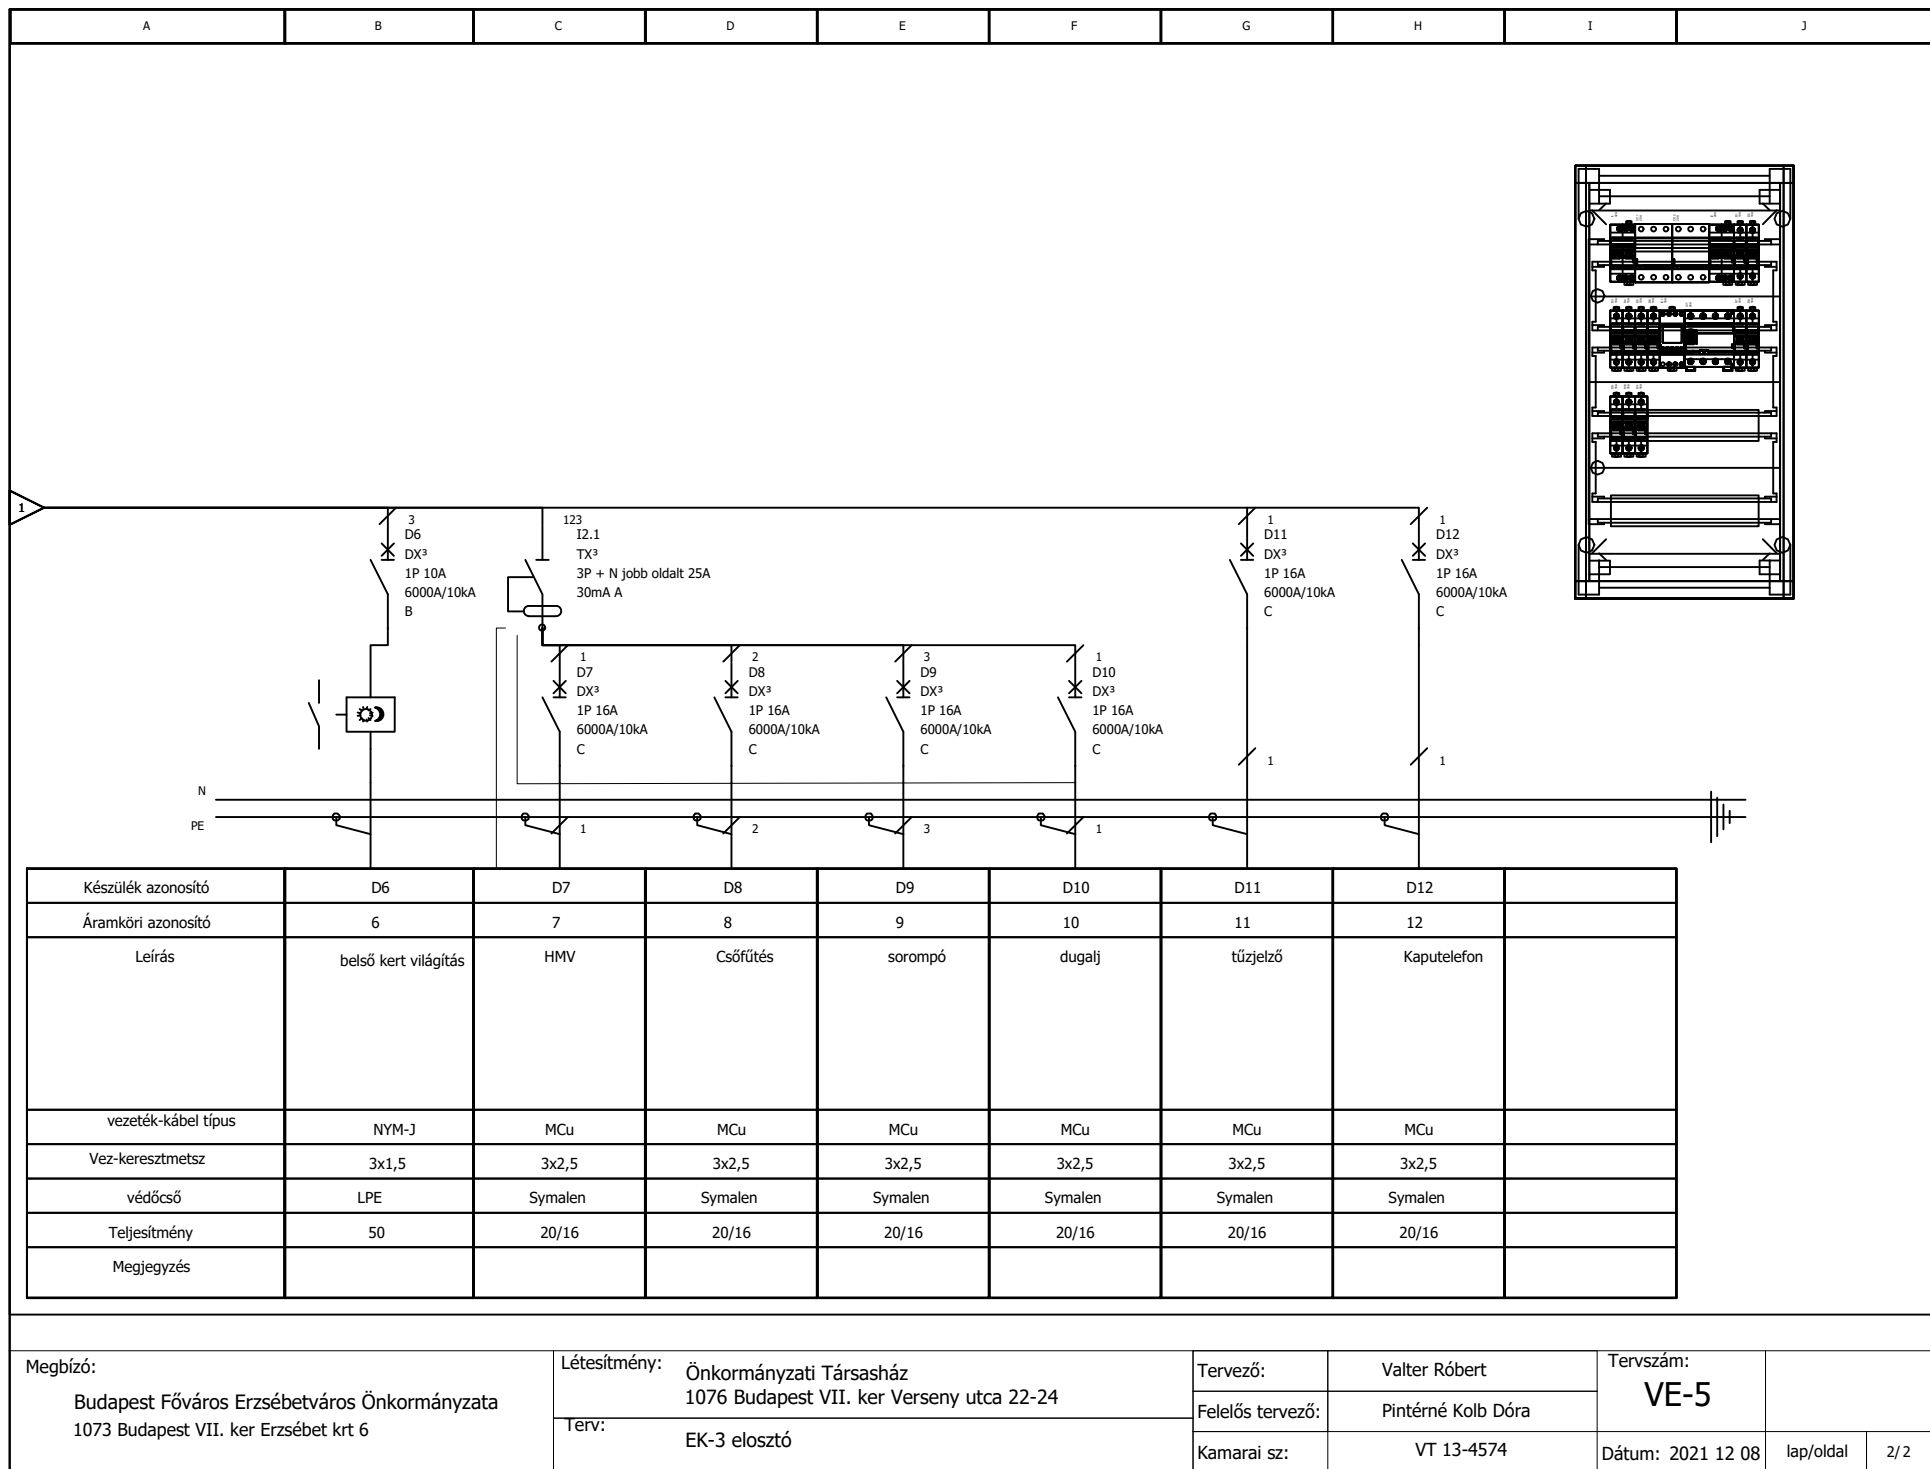 A B C D E F G H I J
1
3
D6
DX³
1P 10A
6000A/10kA
B
123
I2.1
TX³
3P + N jobb oldalt 25A
30mA A
1
D11
DX³
1P 16A
6000A/10kA
C
1
D12
DX³
1P 16A
6000A/10kA
C
1
D7
DX³
1P 16A
6000A/10kA
C
2
D8
DX³
1P 16A
6000A/10kA
C
3
D9
DX³
1P 16A
6000A/10kA
C
1
D10
DX³
1P 16A
6000A/10kA
C
1 1
N
PE
1 2 3 1
Készülék azonosító D6 D7 D8 D9 D10 D11 D12
Áramköri azonosító 6 7 8 9 10 11 12
Leírás belső kert világítás HMV Csőfűtés sorompó dugalj tűzjelző Kaputelefon
vezeték-kábel típus NYM-J MCu MCu MCu MCu MCu MCu
Vez-keresztmetsz 3x1,5 3x2,5 3x2,5 3x2,5 3x2,5 3x2,5 3x2,5
védőcső LPE Symalen Symalen Symalen Symalen Symalen Symalen
Teljesítmény 50 20/16 20/16 20/16 20/16 20/16 20/16
Megjegyzés
Megbízó:
Budapest Főváros Erzsébetváros Önkormányzata
1073 Budapest VII. ker Erzsébet krt 6
Létesítmény:
Önkormányzati Társasház
1076 Budapest VII. ker Verseny utca 22-24
Terv:
EK-3 elosztó
Tervező: Valter Róbert
Felelős tervező: Pintérné Kolb Dóra
Kamarai sz: VT 13-4574
Tervszám:
VE-5
Dátum: 2021 12 08
lap/oldal 2/2